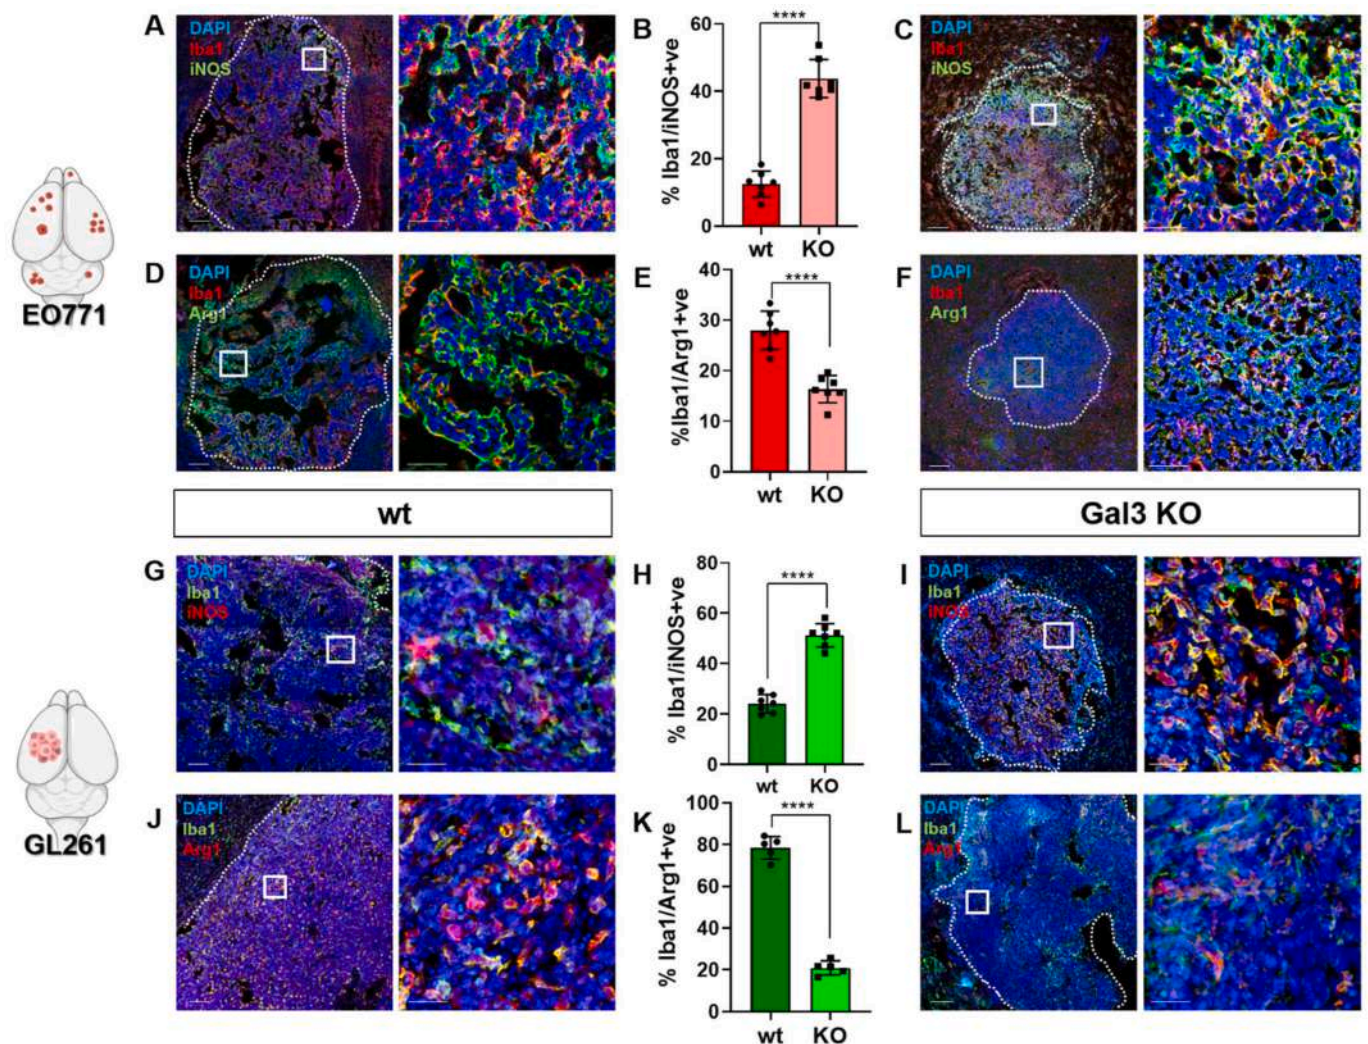 A
DAPI
Iba1
iNOS
B
% Iba1/iNOS+ve
60
40
20
0
****
wt KO
C
DAPI
Iba1
iNOS
EO771
D
DAPI
Iba1
Arg1
E
%Iba1/Arg1+ve
40
30
20
10
0
****
wt KO
F
DAPI
Iba1
Arg1
wt
Gal3 KO
G
DAPI
Iba1
iNOS
H
% Iba1/iNOS+ve
80
60
40
20
0
****
wt KO
I
DAPI
Iba1
iNOS
GL261
J
DAPI
Iba1
Arg1
K
% Iba1/Arg1+ve
100
80
60
40
20
0
****
wt KO
L
DAPI
Iba1
Arg1